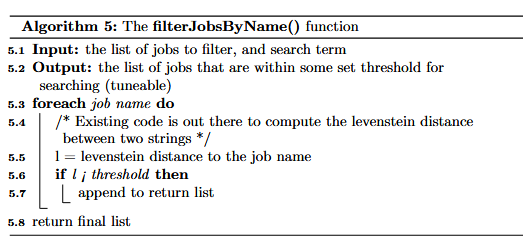 Algorithm 5: The filterJobsByName() function
5.1 Input: the list of jobs to filter, and search term
5.2 Output: the list of jobs that are within some set threshold for
searching (tuneable)
5.3 foreach job name do
5.4 /* Existing code is out there to compute the levenstein distance
between two strings */
5.5 l = levenstein distance to the job name
5.6 if l ¡ threshold then
5.7 append to return list
5.8 return final list